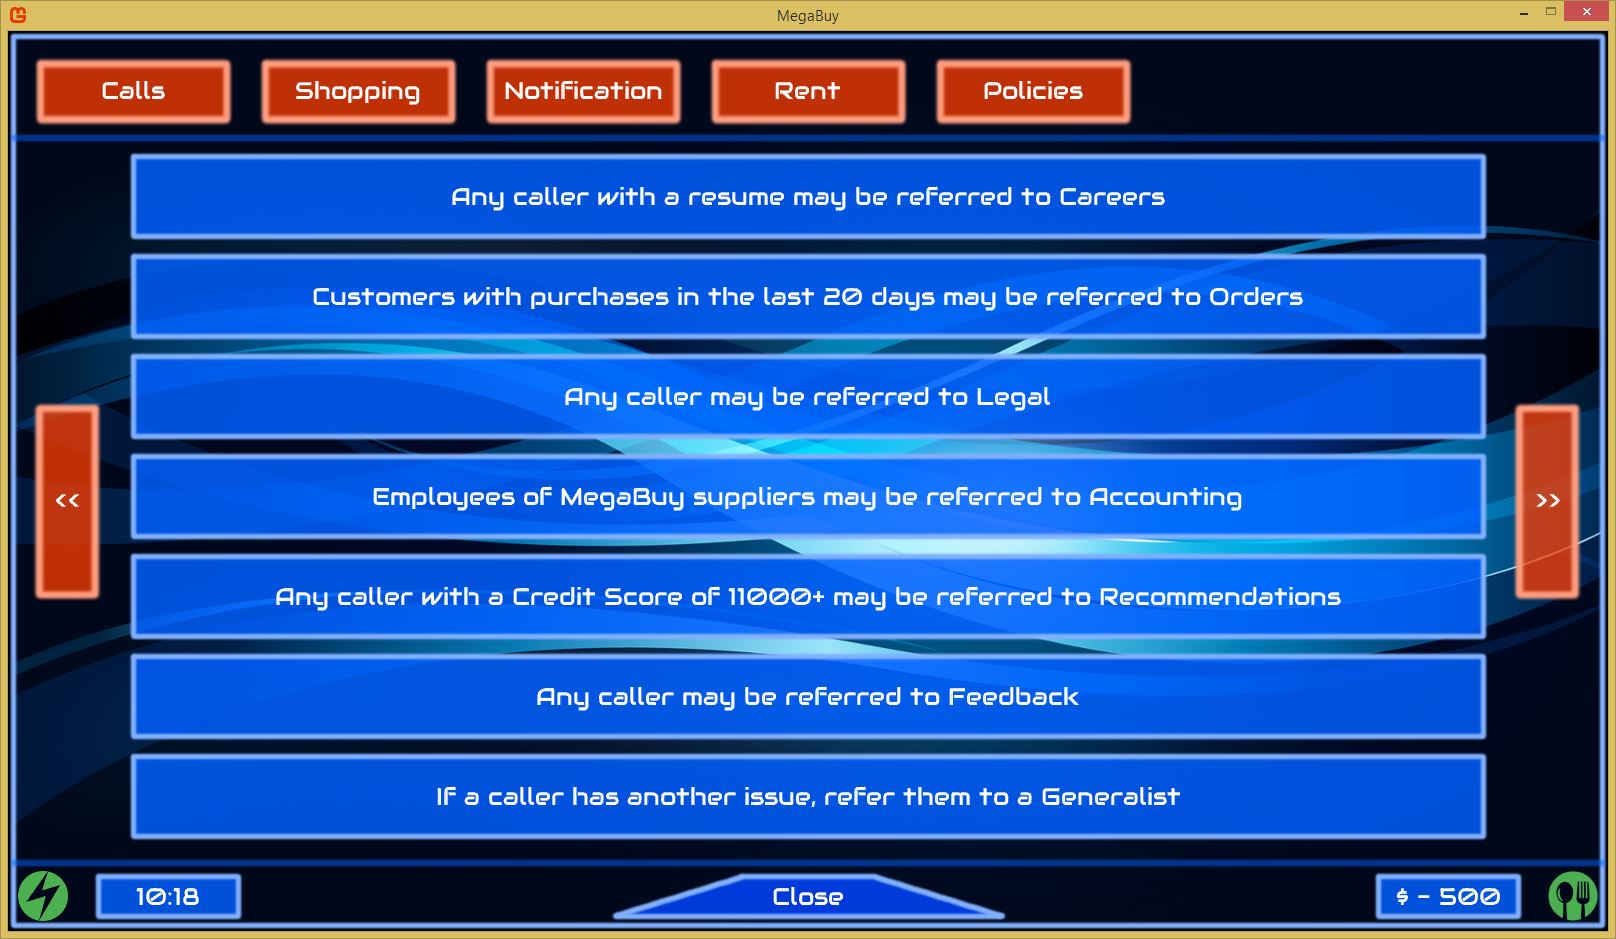 MegaBuy
Calls
Shopping
Notification
Rent
Policies
Any caller with a resume may be referred to Careers
Customers with purchases in the last 20 days may be referred to Orders
Any caller may be referred to Legal
<<
Employees of MegaBuy suppliers may be referred to Accounting
>>
Any caller with a Credit Score of 11000+ may be referred to Recommendations
Any caller may be referred to Feedback
If a caller has another issue, refer them to a Generalist
10:18
Close
$ - 500